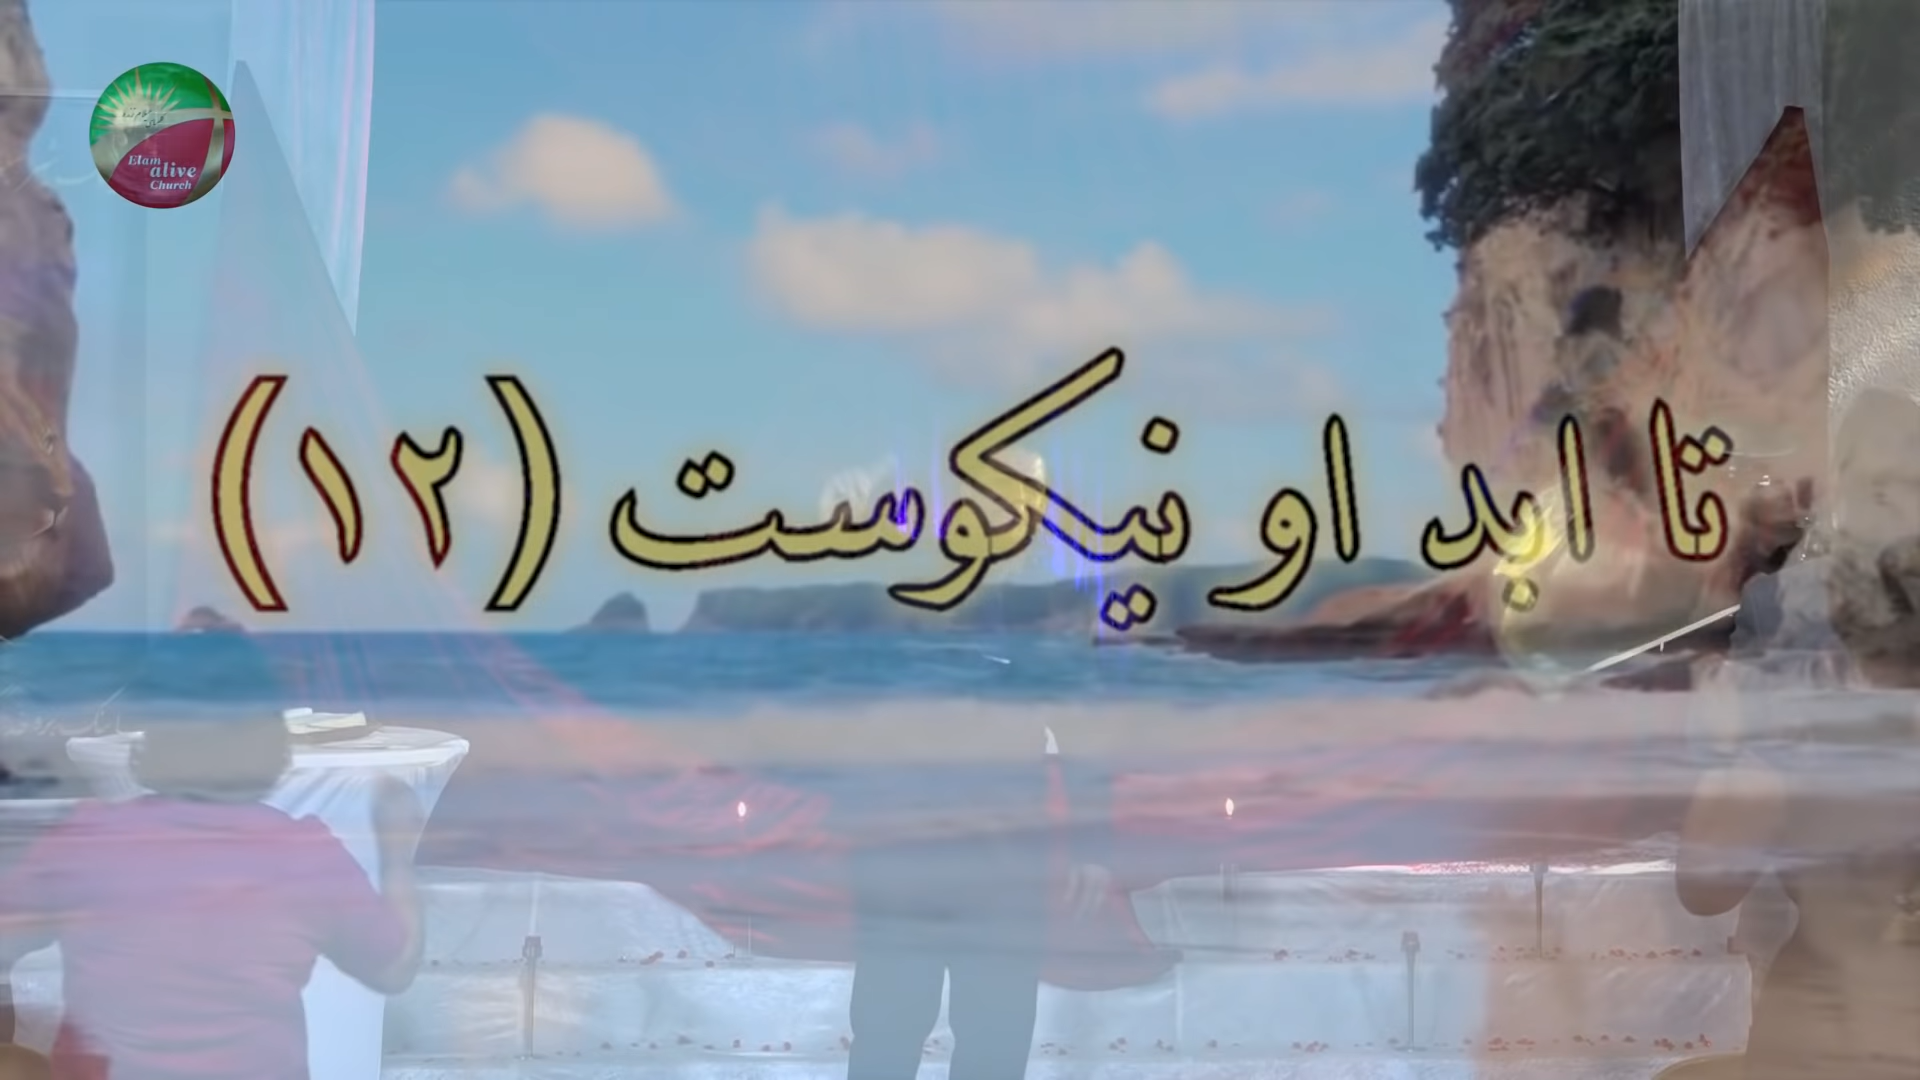 Elam
alive
Church
تا ابد او نیکوست (۱۲)